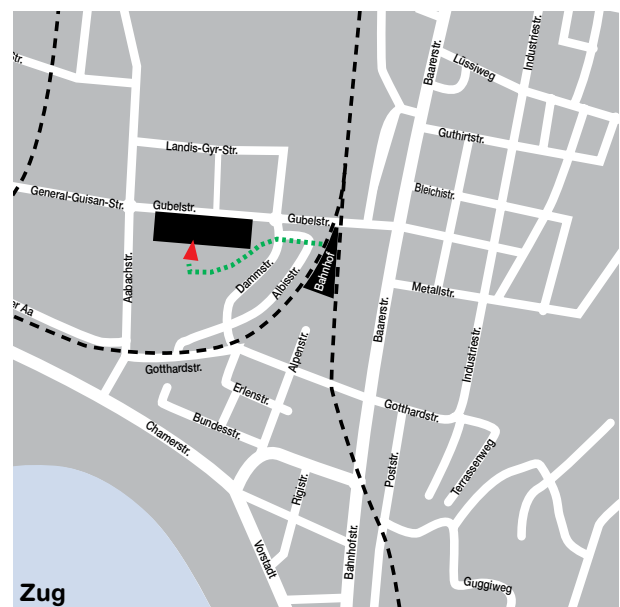 Str.
Lüssiweg
Industriestr.
Baarerstr.
Guthirtstr.
Landis-Gyr-Str.
Bleichistr.
General-Guisan-Str.
Gubelstr.
Gubelstr.
Bahnhof
Dammstr.
Albisstr.
Aabachstr.
Metallstr.
er Aa
Baarerstr.
Industriestr.
Alpenstr.
Gotthardstr.
Erlenstr.
Gotthardstr.
Bundesstr.
Chamerstr.
Poststr.
Terrassenweg
Rigistr.
Vorstadt
Bahnhofstr.
Guggiweg
Zug